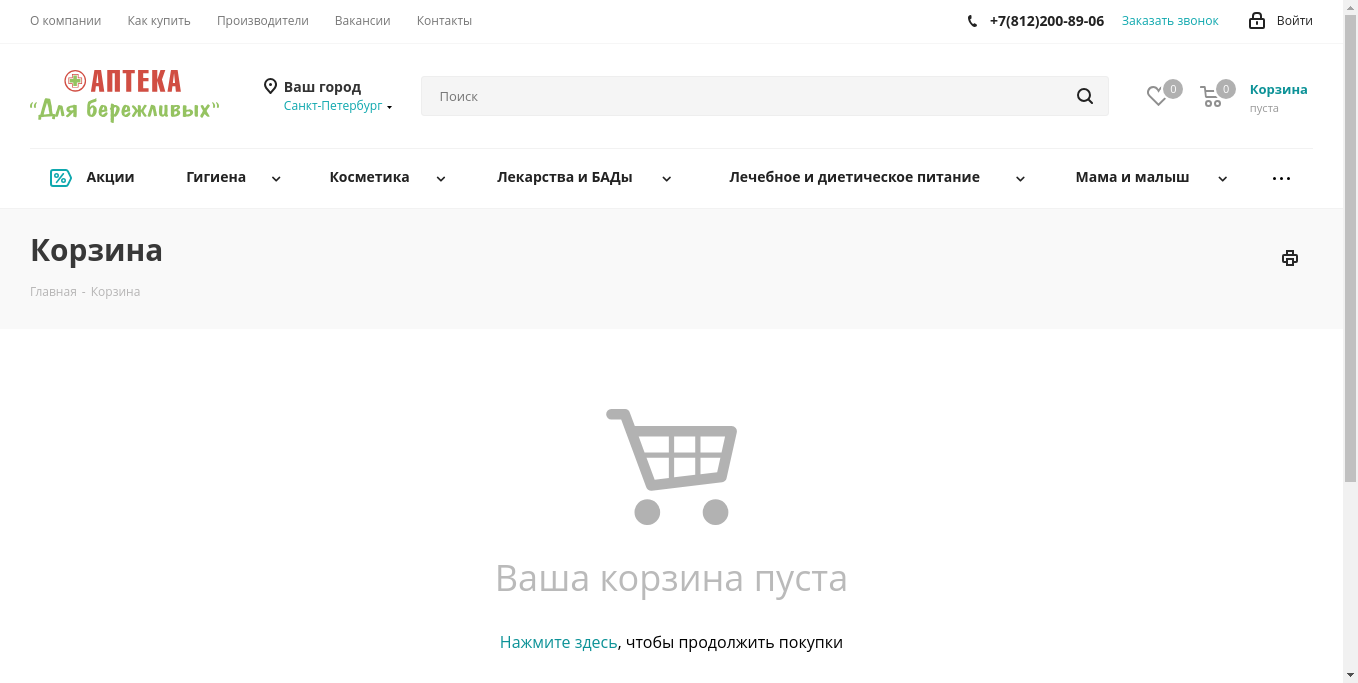 О компании Как купить Производители Вакансии Контакты +7(812)200-89-06 Заказать звонок Войти
АПТЕКА
“Для бережливых”
Ваш город
Санкт-Петербург
Поиск
0
0
Корзина
пуста
Акции Гигиена Косметика Лекарства и БАДы Лечебное и диетическое питание Мама и малыш
Корзина
Главная - Корзина
Ваша корзина пуста
Нажмите здесь, чтобы продолжить покупки